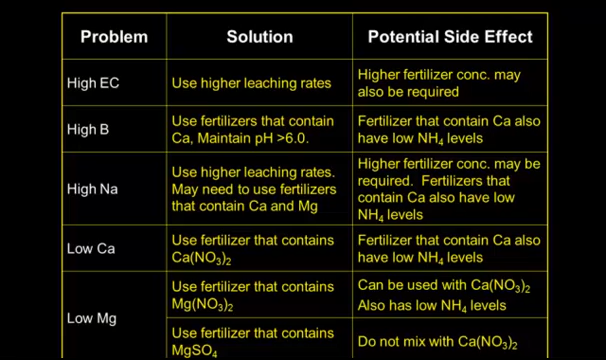 Problem
Solution
Potential Side Effect
High EC
Use higher leaching rates
Higher fertilizer conc. may
also be required
High B
Use fertilizers that contain
Ca, Maintain pH >6.0.
Fertilizer that contain Ca also
have low NH₄ levels
High Na
Use higher leaching rates.
May need to use fertilizers
that contain Ca and Mg
Higher fertilizer conc. may be
required. Fertilizers that
contain Ca also have low
NH₄ levels
Low Ca
Use fertilizer that contains
Ca(NO₃)₂
Fertilizer that contain Ca also
have low NH₄ levels
Low Mg
Use fertilizer that contains
Mg(NO₃)₂
Can be used with Ca(NO₃)₂
Also has low NH₄ levels
Use fertilizer that contains
MgSO₄
Do not mix with Ca(NO₃)₂